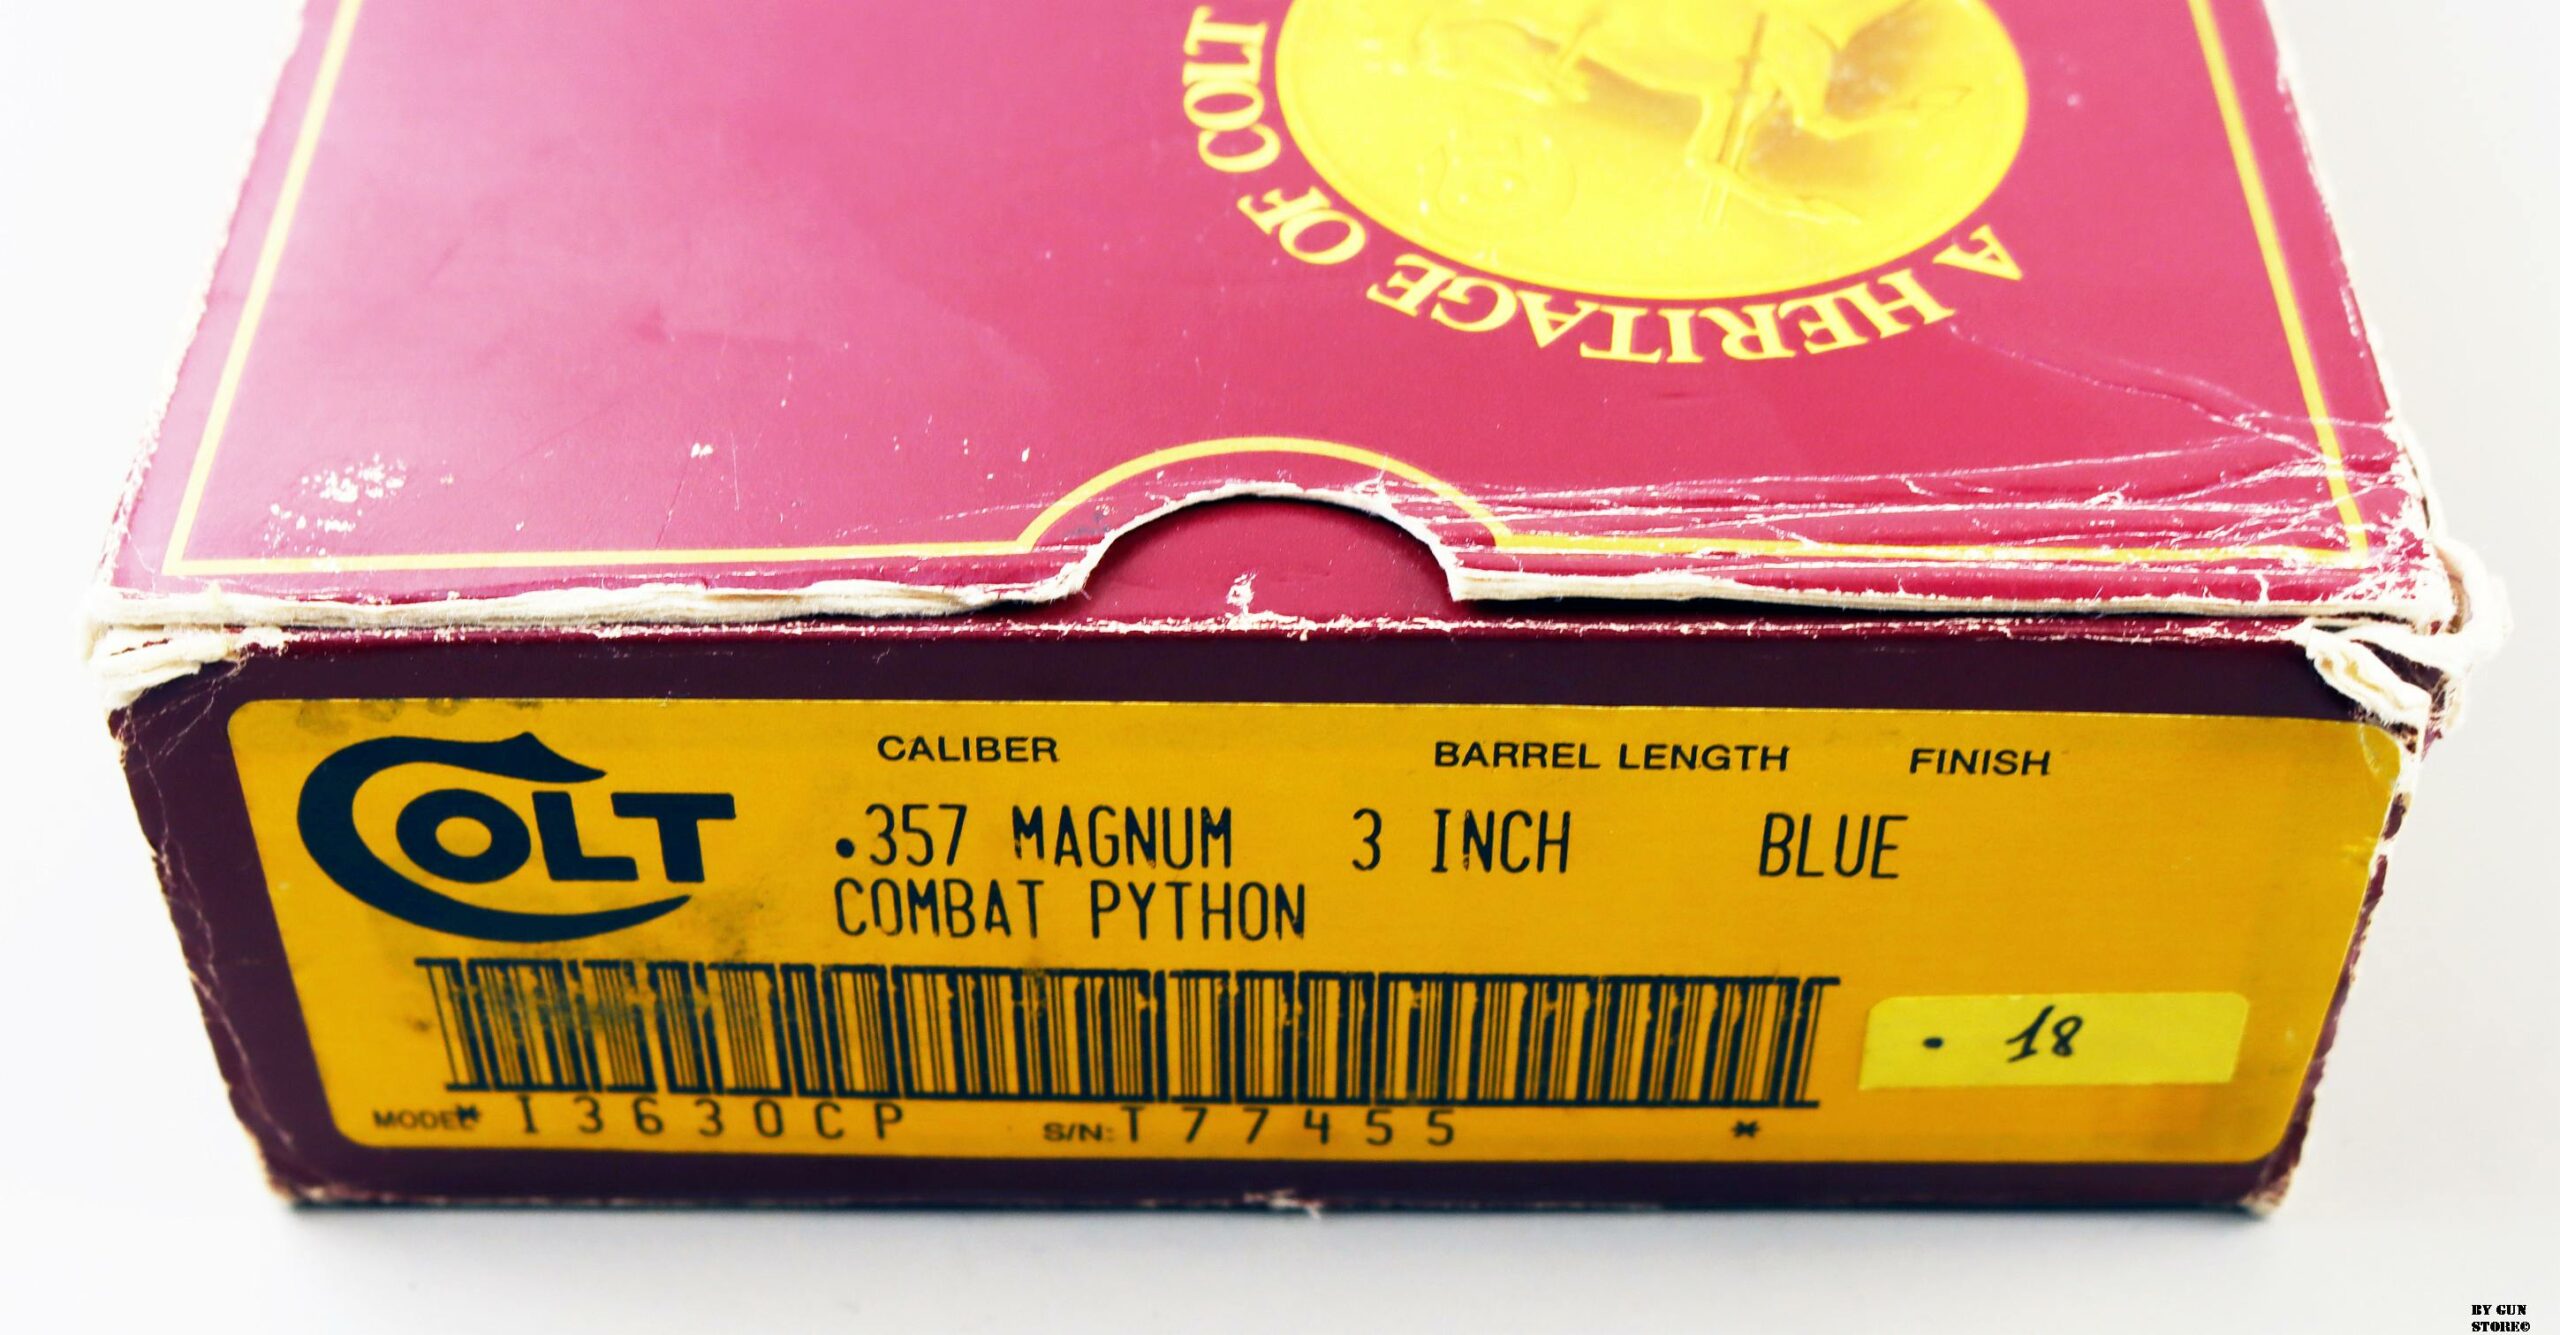 A HERITAGE OF COLT
COLT
CALIBER BARREL LENGTH FINISH
.357 MAGNUM 3 INCH BLUE
COMBAT PYTHON
MODEL * I3630CP S/N: T77455 *
. 18
BY GUN
STORE©